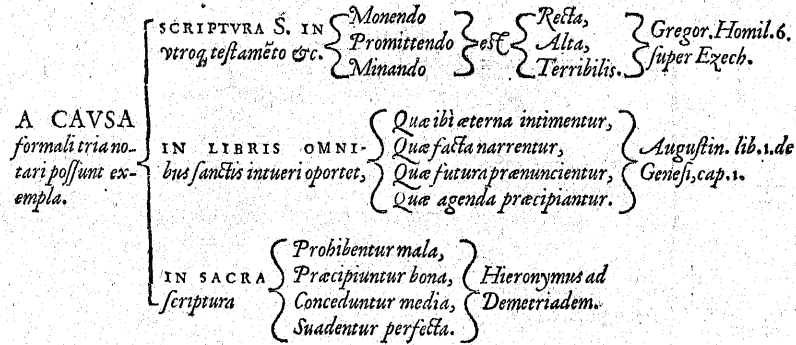 A CAVSA
formali tria no-
tari possunt ex-
empla.
SCRIPTVRA S. IN
vtroq; testamẽto &c.
Monendo
Promittendo
Minando
est
Recta,
Alta,
Terribilis.
Gregor. Homil. 6.
super Ezech.
IN LIBRIS OMNI-
bus sanctis intueri oportet,
Quæ ibì æterna intimentur,
Quæ facta narrentur,
Quæ futura prænuncientur,
Quæ agenda præcipiantur.
Augustin. lib. 1. de
Genesi, cap. 1.
IN SACRA
scriptura
Prohibentur mala,
Præcipiuntur bona,
Conceduntur media,
Suadentur perfecta.
Hieronymus ad
Demetriadem.